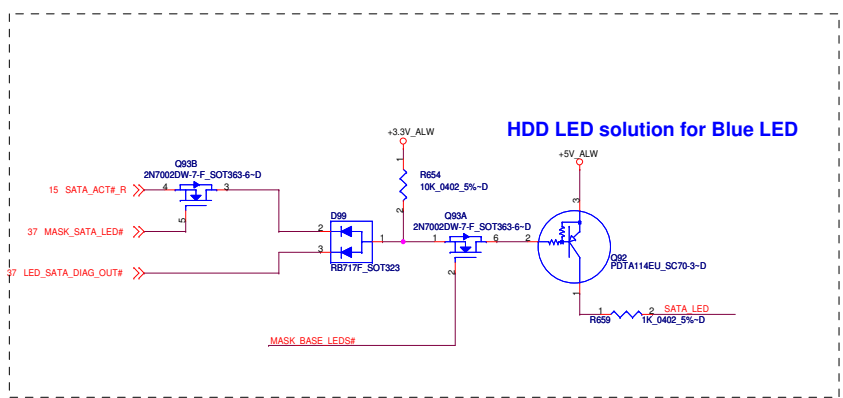 HDD LED solution for Blue LED
+3.3V_ALW
+5V_ALW
Q93B
2N7002DW-7-F_SOT363-6~D
15 SATA_ACT#_R
4
3
5
1
R654
10K_0402_5%~D
2
3
37 MASK_SATA_LED#
D99
2
1
3
RB717F_SOT323
Q93A
2N7002DW-7-F_SOT363-6~D
1
6
2
2
Q92
PDTA114EU_SC70-3~D
1
37 LED_SATA_DIAG_OUT#
1
2
SATA_LED
R659
1K_0402_5%~D
MASK_BASE_LEDS#